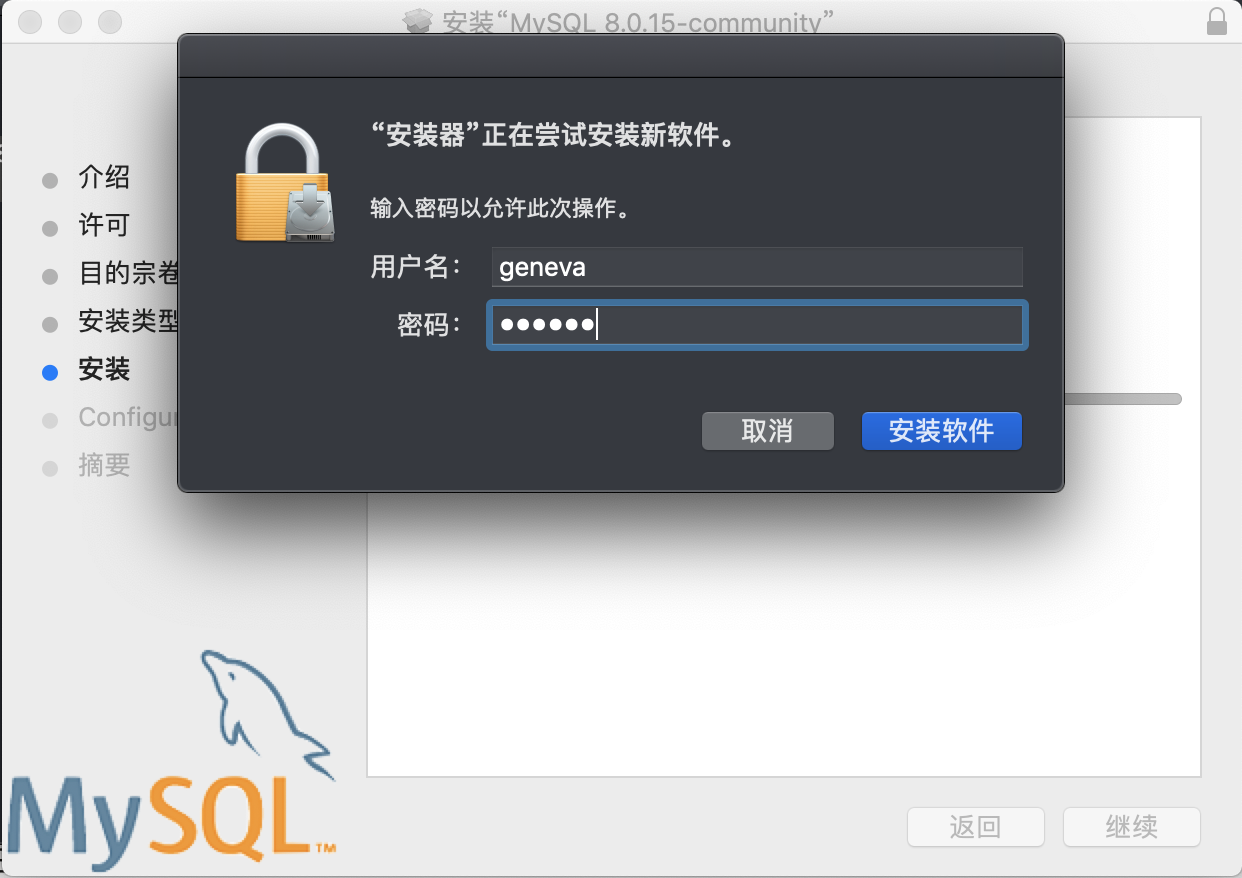 安装“MySQL 8.0.15-community”
“安装器”正在尝试安装新软件。
输入密码以允许此次操作。
用户名：
geneva
密码：
••••••
取消
安装软件
介绍
许可
目的宗卷
安装类型
安装
Configur
摘要
MySQL™
返回
继续